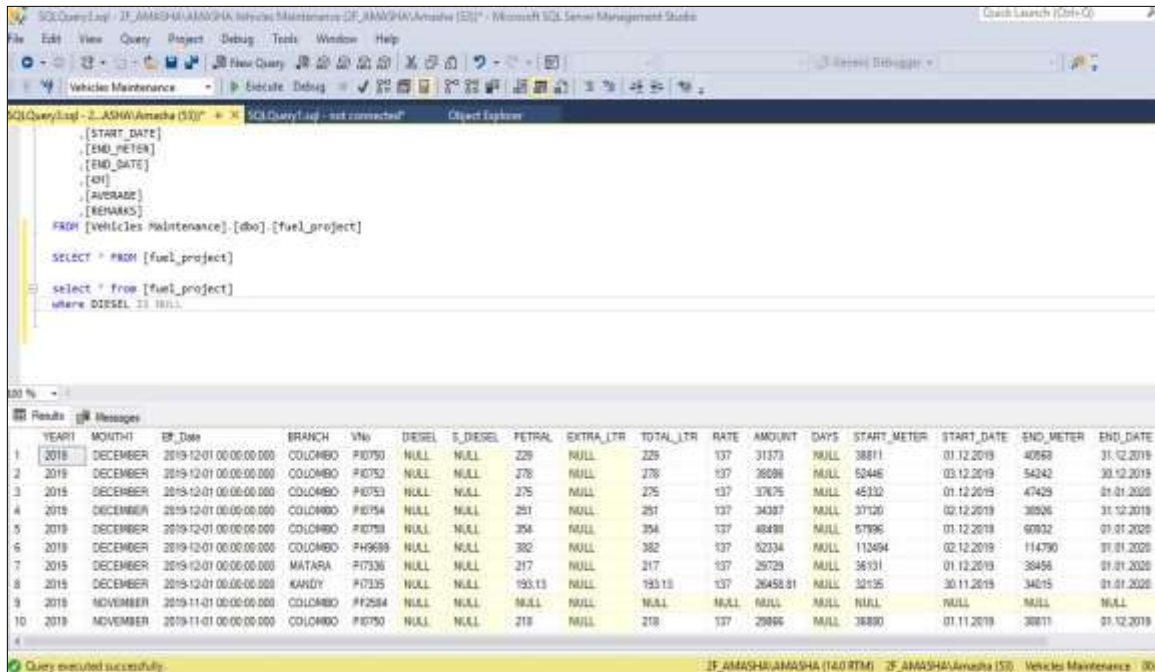 SQLQuery3.sql - 2F_AMASHA\AMASHA.Vehicles Maintenance (2F_AMASHA\Amasha (53))* - Microsoft SQL Server Management Studio
Quick Launch (Ctrl+Q)
File Edit View Query Project Debug Tools Window Help
New Query
Vehicles Maintenance Execute Debug
SQLQuery3.sql - 2...ASHA\Amasha (53))* SQLQuery1.sql - not connected* Object Explorer
,[START_DATE]
,[END_METER]
,[END_DATE]
,[KM]
,[AVERAGE]
,[REMARKS]
FROM [Vehicles Maintenance].[dbo].[fuel_project]
SELECT * FROM [fuel_project]
select * from [fuel_project]
where DIESEL IS NULL
100 %
Results Messages
YEAR1 MONTH1 Eff_Date BRANCH VNo DIESEL S_DIESEL PETRAL EXTRA_LTR TOTAL_LTR RATE AMOUNT DAYS START_METER START_DATE END_METER END_DATE
1 2019 DECEMBER 2019-12-01 00:00:00.000 COLOMBO PI0750 NULL NULL 229 NULL 229 137 31373 NULL 38811 01.12.2019 40568 31.12.2019
2 2019 DECEMBER 2019-12-01 00:00:00.000 COLOMBO PI0752 NULL NULL 278 NULL 278 137 38086 NULL 52446 03.12.2019 54242 30.12.2019
3 2019 DECEMBER 2019-12-01 00:00:00.000 COLOMBO PI0753 NULL NULL 275 NULL 275 137 37675 NULL 45332 01.12.2019 47429 01.01.2020
4 2019 DECEMBER 2019-12-01 00:00:00.000 COLOMBO PI0754 NULL NULL 251 NULL 251 137 34387 NULL 37120 02.12.2019 38926 31.12.2019
5 2019 DECEMBER 2019-12-01 00:00:00.000 COLOMBO NULL NULL 354 NULL 354 137 48498 NULL 57996 01.12.2019 60932 01.01.2020
6 2019 DECEMBER 2019-12-01 00:00:00.000 COLOMBO PH9699 NULL NULL 382 NULL 382 137 52334 NULL 112494 02.12.2019 114790 01.01.2020
7 2019 DECEMBER 2019-12-01 00:00:00.000 MATARA PI7336 NULL NULL 217 NULL 217 137 29729 NULL 36131 01.12.2019 38456 01.01.2020
8 2019 DECEMBER 2019-12-01 00:00:00.000 KANDY PI7335 NULL NULL 193.13 NULL 193.13 137 26458.81 NULL 32135 30.11.2019 34015 01.01.2020
9 2019 NOVEMBER 2019-11-01 00:00:00.000 COLOMBO PF2584 NULL NULL NULL NULL NULL NULL NULL NULL NULL NULL NULL NULL
10 2019 NOVEMBER 2019-11-01 00:00:00.000 COLOMBO PI0750 NULL NULL 218 NULL 218 137 29866 NULL 36880 01.11.2019 38811 01.12.2019
Query executed successfully. 2F_AMASHA\AMASHA (14.0 RTM) 2F_AMASHA\Amasha (53) Vehicles Maintenance